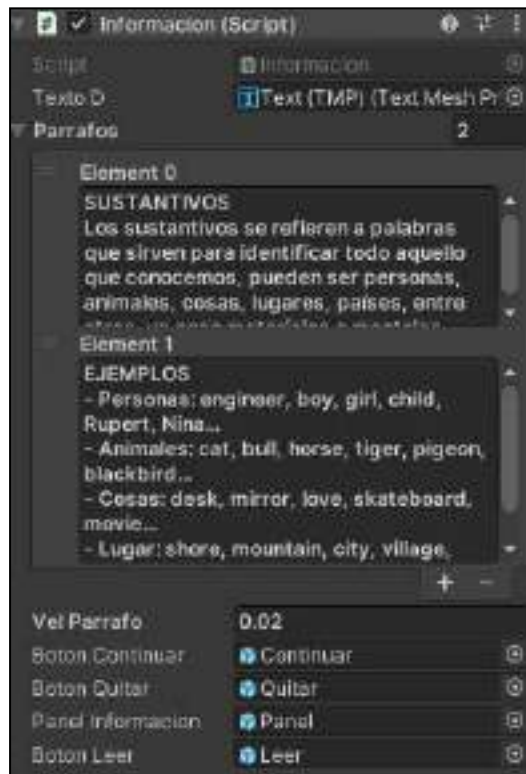 Informacion (Script)
Script
Informacion
Texto D
Text (TMP) (Text Mesh Pr
Parrafos
2
Element 0
SUSTANTIVOS
Los sustantivos se refieren a palabras
que sirven para identificar todo aquello
que conocemos, pueden ser personas,
animales, cosas, lugares, países, entre
Element 1
EJEMPLOS
- Personas: engineer, boy, girl, child,
Rupert, Nina...
- Animales: cat, bull, horse, tiger, pigeon,
blackbird...
- Cosas: desk, mirror, love, skateboard,
movie...
- Lugar: shore, mountain, city, village,
Vel Parrafo
0.02
Boton Continuar
Continuar
Boton Quitar
Quitar
Panel Informacion
Panel
Boton Leer
Leer